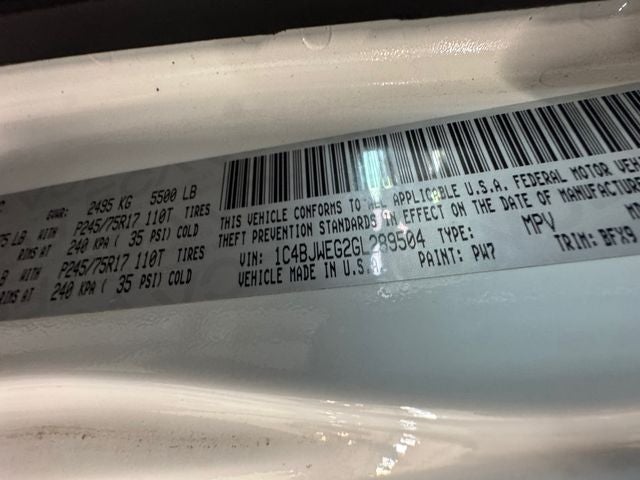 GVWR: 2495 KG 5500 LB
75 LB WITH P245/75R17 110T TIRES
RIMS AT 240 KPA ( 35 PSI) COLD
LB WITH P245/75R17 110T TIRES
RIMS AT 240 KPA ( 35 PSI) COLD
THIS VEHICLE CONFORMS TO ALL APPLICABLE U.S.A. FEDERAL MOTOR
THEFT PREVENTION STANDARDS IN EFFECT ON THE DATE OF MANUFACTURE
VIN: 1C4BJWEG2GL289504 TYPE: MPV
VEHICLE MADE IN U.S.A. PAINT: PW7 TRIM: BFX9